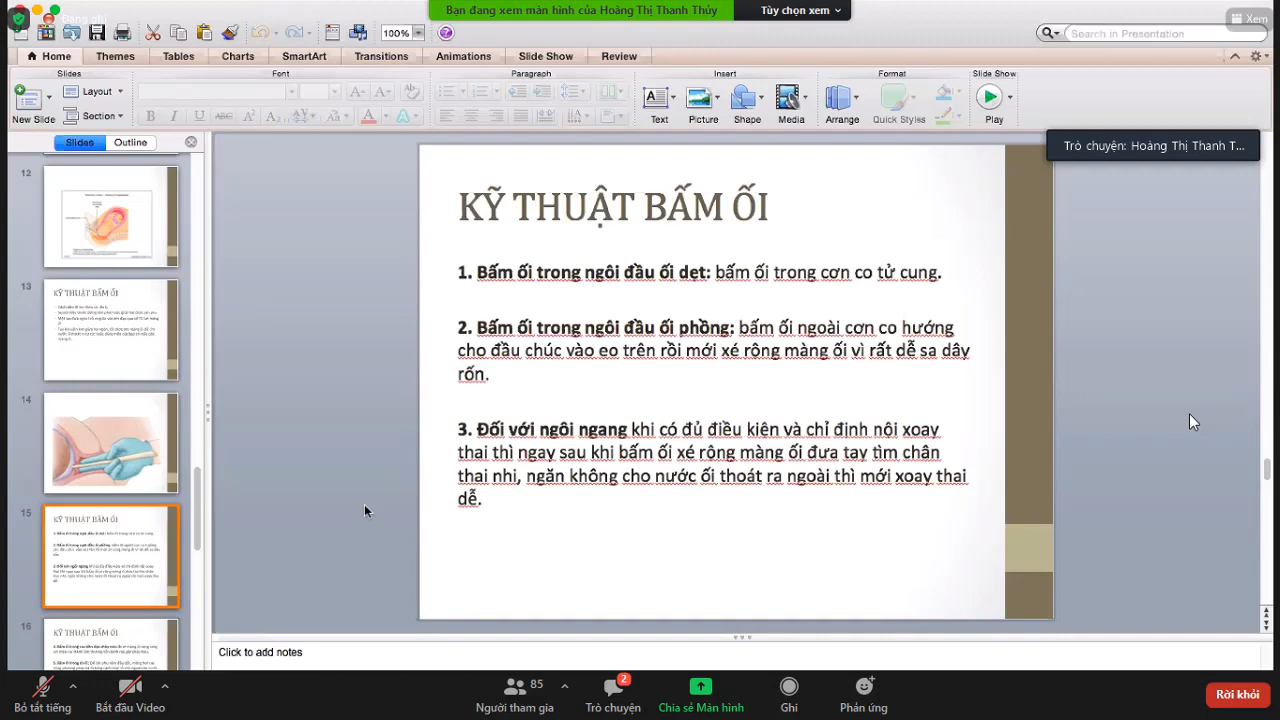 Bạn đang xem màn hình của Hoàng Thị Thanh Thúy
Tùy chọn xem
Xem
100%
Search in Presentation
Home Themes Tables Charts SmartArt Transitions Animations Slide Show Review
Slides Font Paragraph Insert Format Slide Show
New Slide Layout Section Text Picture Shape Media Arrange Quick Styles Play
Slides Outline
Trò chuyện: Hoàng Thị Thanh T...
12
13
KỸ THUẬT BẤM ỐI
14
15
KỸ THUẬT BẤM ỐI
16
KỸ THUẬT BẤM ỐI
KỸ THUẬT BẤM ỐI
1. Bấm ối trong ngôi đầu ối dẹt: bấm ối trong cơn co tử cung.
2. Bấm ối trong ngôi đầu ối phồng: bấm ối ngoài cơn co hướng
cho đầu chúc vào eo trên rồi mới xé rộng màng ối vì rất dễ sa dây
rốn.
3. Đối với ngôi ngang khi có đủ điều kiện và chỉ định nội xoay
thai thì ngay sau khi bấm ối xé rộng màng ối đưa tay tìm chân
thai nhi, ngăn không cho nước ối thoát ra ngoài thì mới xoay thai
dễ.
Click to add notes
Bỏ tắt tiếng
Bắt đầu Video
85
Người tham gia
2
Trò chuyện
Chia sẻ Màn hình
Ghi
Phản ứng
Rời khỏi